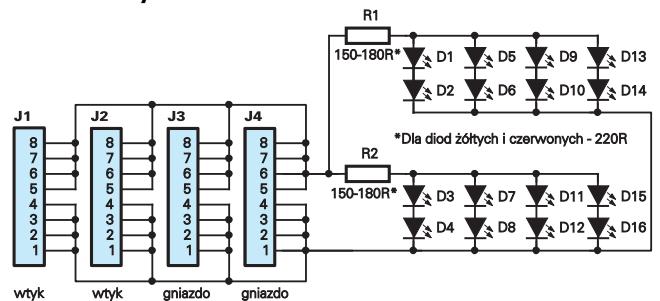 R1
150-180R*
D1 D5 D9 D13
D2 D6 D10 D14
*Dla diod żółtych i czerwonych - 220R
J1 J2 J3 J4
8 8 8 8
7 7 7 7
6 6 6 6
5 5 5 5
4 4 4 4
3 3 3 3
2 2 2 2
1 1 1 1
R2
150-180R*
D3 D7 D11 D15
D4 D8 D12 D16
wtyk wtyk gniazdo gniazdo